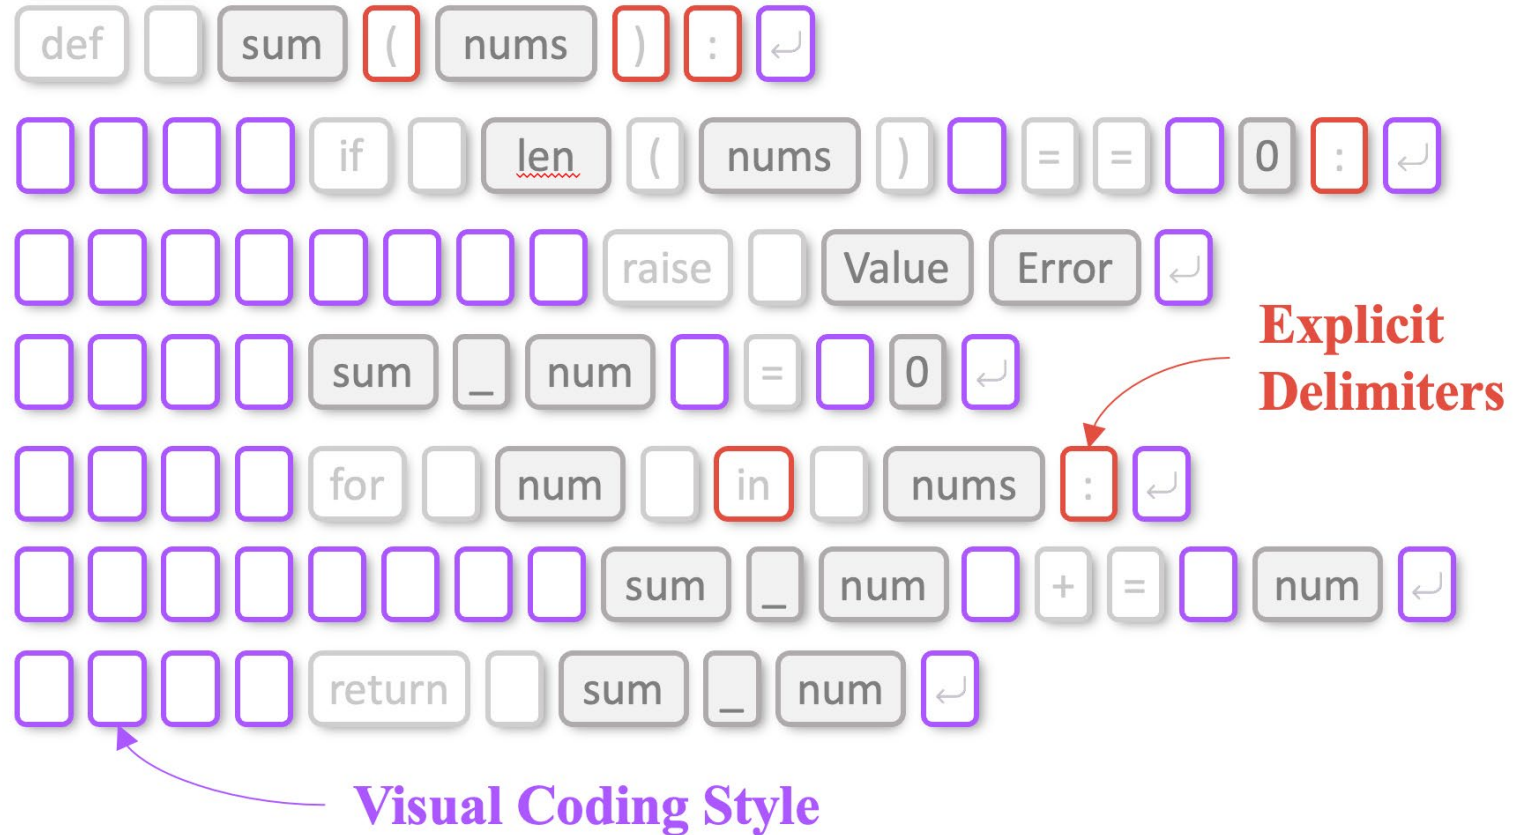 def sum ( nums ) : ↵
if len ( nums ) = = 0 : ↵
raise Value Error ↵
sum _ num = 0 ↵
for num in nums : ↵
sum _ num + = num ↵
return sum _ num ↵
Explicit
Delimiters
Visual Coding Style